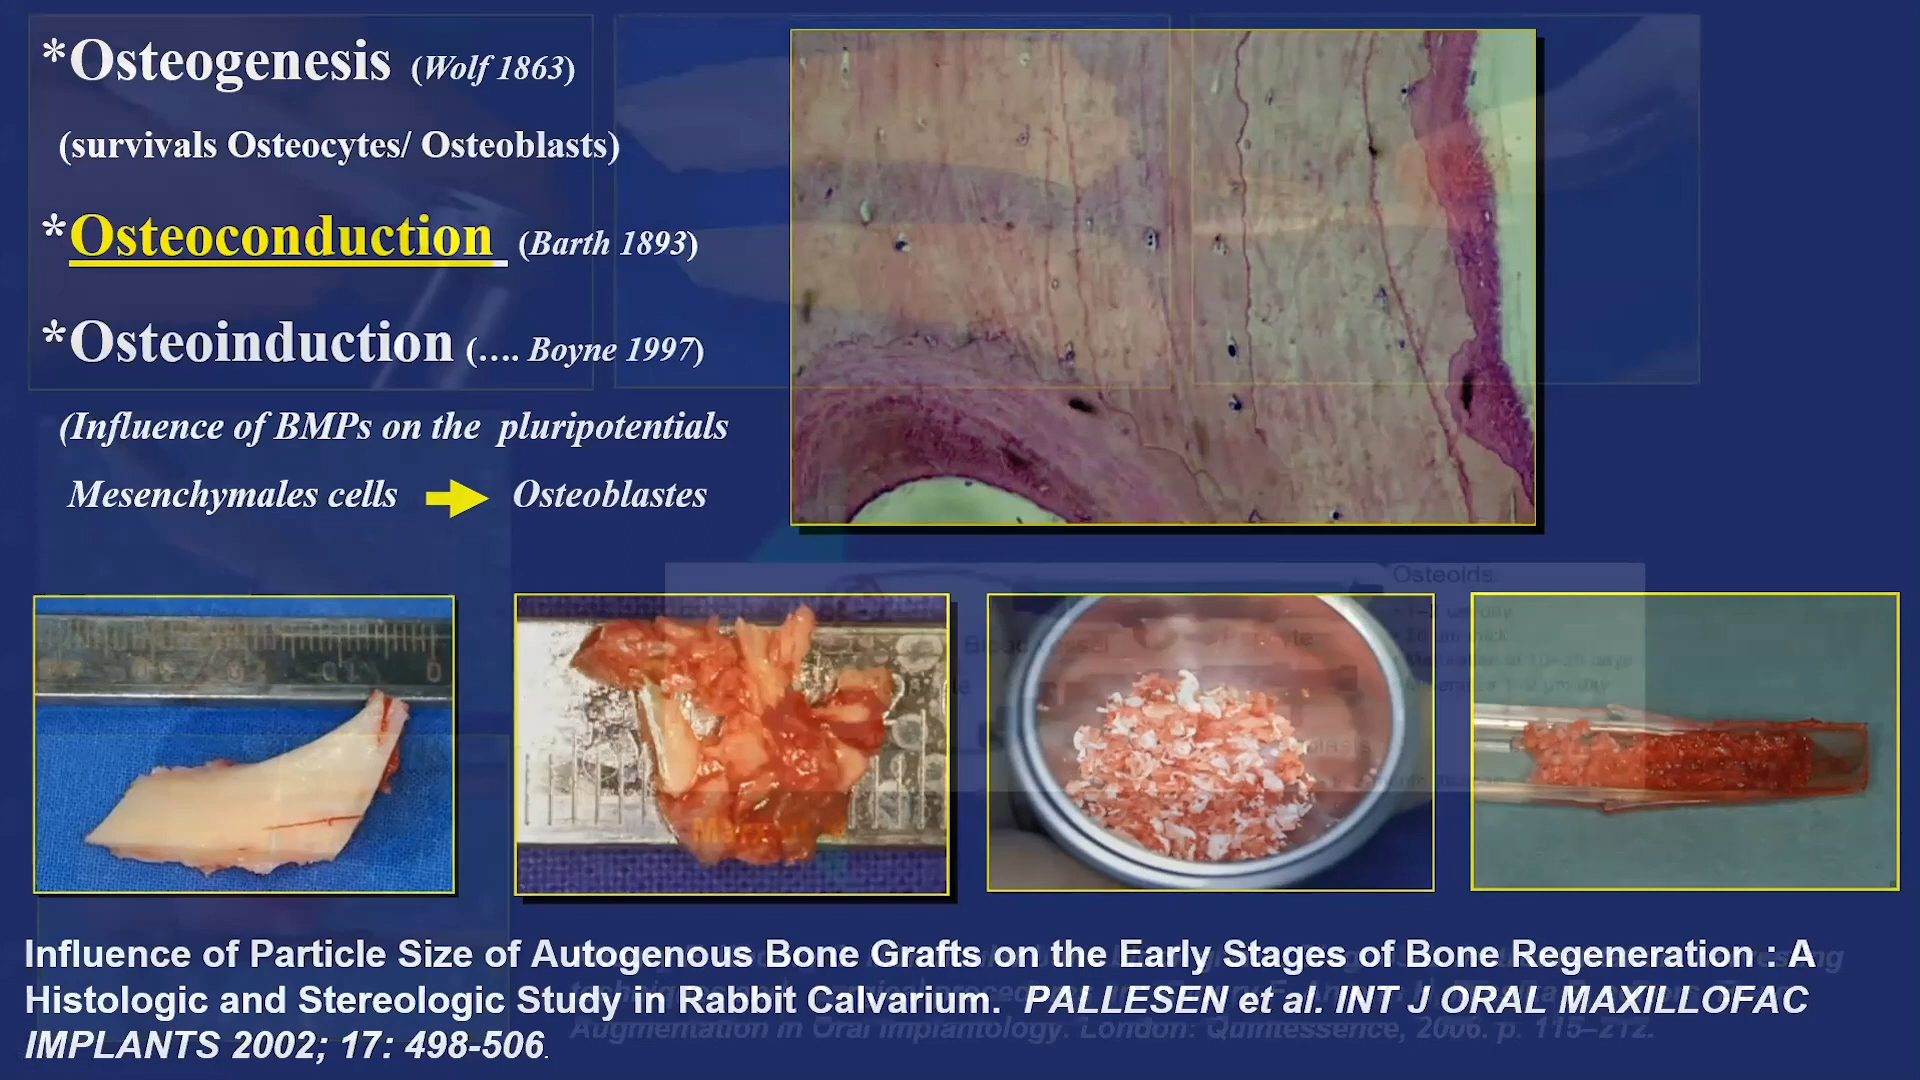 *Osteogenesis (Wolf 1863)
(survivals Osteocytes/ Osteoblasts)
*Osteoconduction (Barth 1893)
*Osteoinduction (.... Boyne 1997)
(Influence of BMPs on the pluripotentials
Mesenchymales cells Osteoblastes
Osteoids:
Blood vessel
Influence of Particle Size of Autogenous Bone Grafts on the Early Stages of Bone Regeneration : A
Histologic and Stereologic Study in Rabbit Calvarium. PALLESEN et al. INT J ORAL MAXILLOFAC
IMPLANTS 2002; 17: 498-506.
Augmentation in Oral Implantology. London: Quintessence, 2006. p. 115–212.